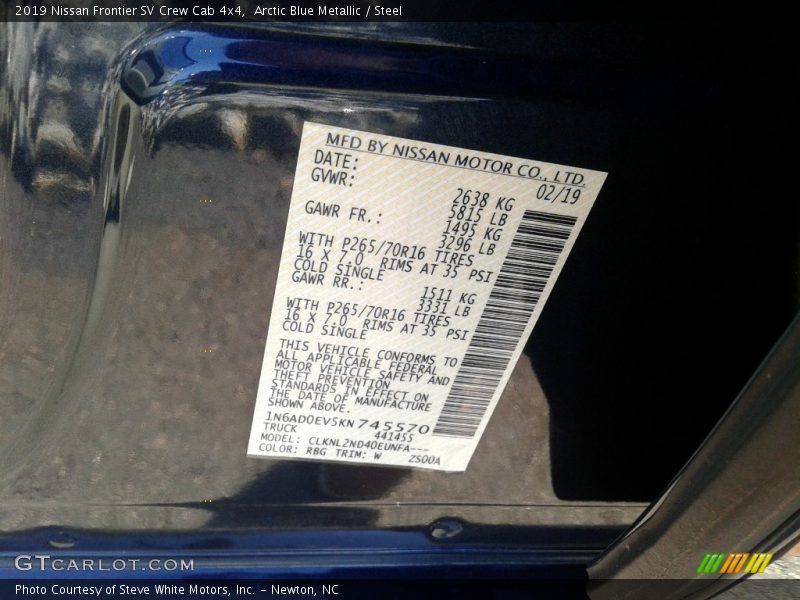 2019 Nissan Frontier SV Crew Cab 4x4,  Arctic Blue Metallic / Steel
MFD BY NISSAN MOTOR CO., LTD.
DATE: 02/19
GVWR: 2638 KG
5815 LB
GAWR FR.: 1495 KG
3296 LB
WITH P265/70R16 TIRES
16 X 7.0 RIMS AT 35 PSI
COLD SINGLE
GAWR RR.: 1511 KG
3331 LB
WITH P265/70R16 TIRES
16 X 7.0 RIMS AT 35 PSI
COLD SINGLE
THIS VEHICLE CONFORMS TO
ALL APPLICABLE FEDERAL
MOTOR VEHICLE SAFETY AND
THEFT PREVENTION
STANDARDS IN EFFECT ON
THE DATE OF MANUFACTURE
SHOWN ABOVE.
1N6AD0EV5KN745570
TRUCK 441455
MODEL: CLKNL2ND40EUNFA---
COLOR: RBG TRIM: W ZS00A
GTCARLOT.COM
Photo Courtesy of Steve White Motors, Inc. – Newton, NC